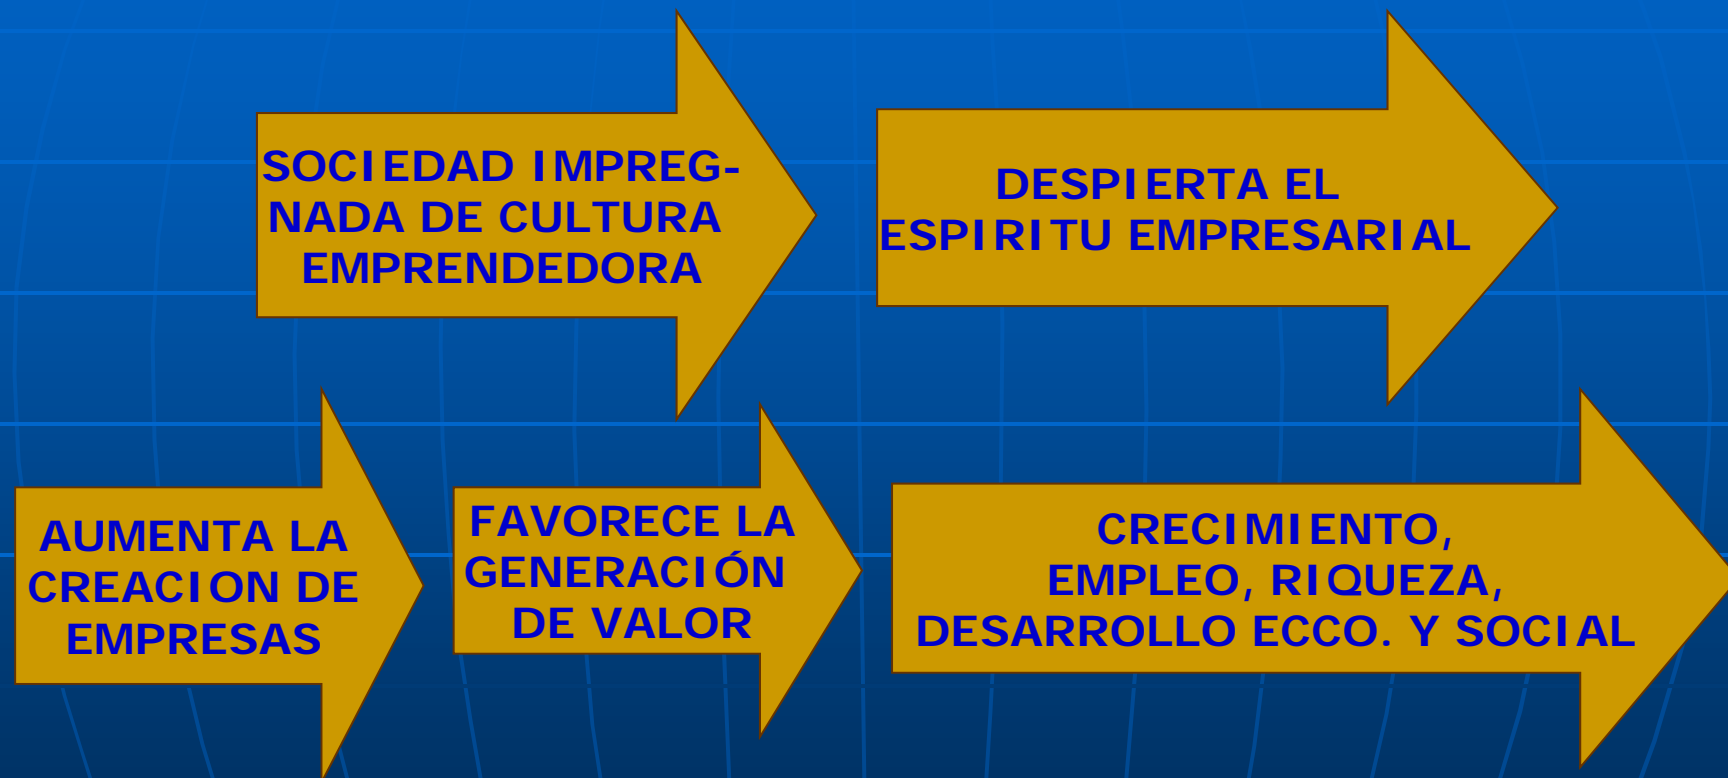 SOCIEDAD IMPREG-
NADA DE CULTURA
EMPRENDEDORA
DESPIERTA EL
ESPIRITU EMPRESARIAL
AUMENTA LA
CREACION DE
EMPRESAS
FAVORECE LA
GENERACIÓN
DE VALOR
CRECIMIENTO,
EMPLEO, RIQUEZA,
DESARROLLO ECCO. Y SOCIAL